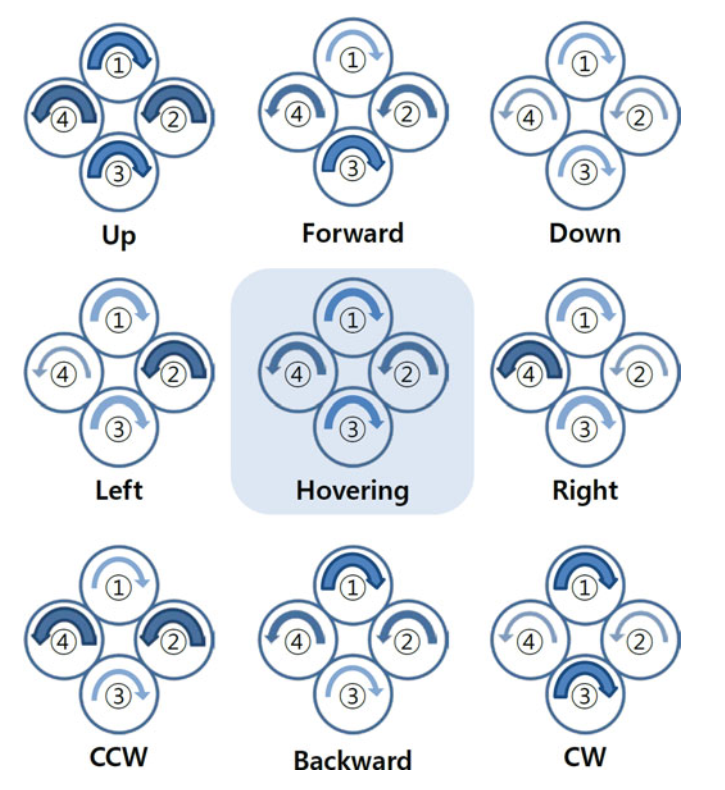 ① ① ①
④ ② ④ ② ④ ②
③ ③ ③
Up Forward Down
① ① ①
④ ② ④ ② ④ ②
③ ③ ③
Left Hovering Right
① ① ①
④ ② ④ ② ④ ②
③ ③ ③
CCW Backward CW